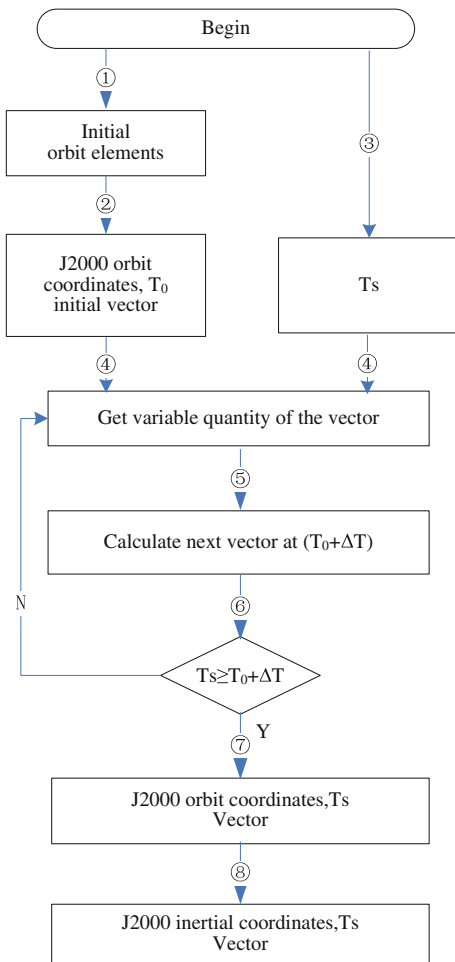 Begin
①
Initial
orbit elements
②
③
J2000 orbit
coordinates, T₀
initial vector
Ts
④
④
Get variable quantity of the vector
⑤
Calculate next vector at (T₀+ΔT)
N
⑥
Ts≥T₀+ΔT
Y
⑦
J2000 orbit coordinates,Ts
Vector
⑧
J2000 inertial coordinates,Ts
Vector